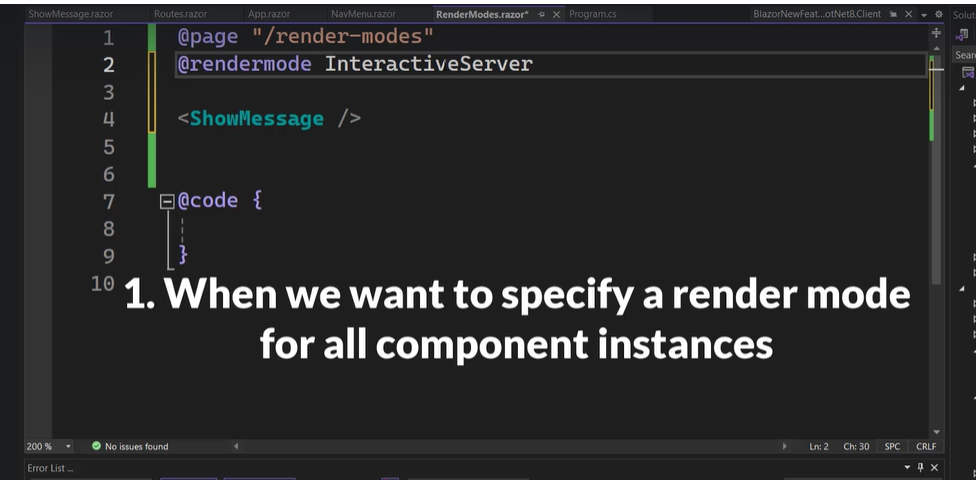 ShowMessage.razor Routes.razor App.razor NavMenu.razor RenderModes.razor* Program.cs BlazorNewFeat...otNet8.Client Solut
1 @page "/render-modes"
2 @rendermode InteractiveServer
Sear
3
4 <ShowMessage />
5
6
7 @code {
8
9 }
10
1. When we want to specify a render mode
for all component instances
200 % No issues found Ln: 2 Ch: 30 SPC CRLF
Error List ...